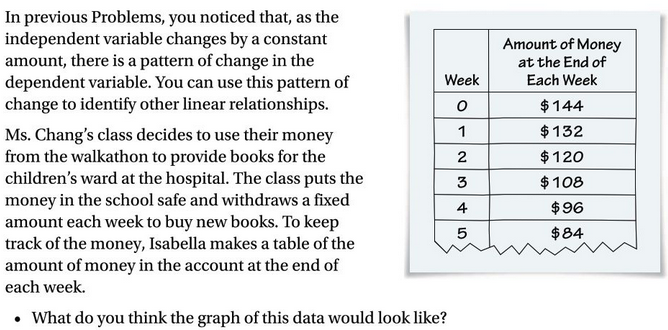 In previous Problems, you noticed that, as the
independent variable changes by a constant
amount, there is a pattern of change in the
dependent variable. You can use this pattern of
change to identify other linear relationships.
Ms. Chang's class decides to use their money
from the walkathon to provide books for the
children's ward at the hospital. The class puts the
money in the school safe and withdraws a fixed
amount each week to buy new books. To keep
track of the money, Isabella makes a table of the
amount of money in the account at the end of
each week.
• What do you think the graph of this data would look like?
Week
Amount of Money
at the End of
Each Week
0 $144
1 $132
2 $120
3 $108
4 $96
5 $84